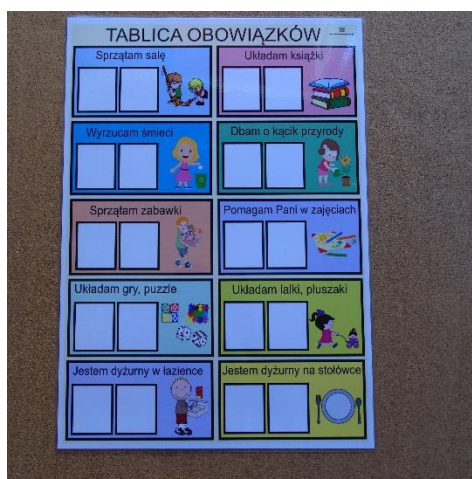 TABLICA OBOWIĄZKÓW
Sprzątam salę
Układam książki
Wyrzucam śmieci
Dbam o kącik przyrody
Sprzątam zabawki
Pomagam Pani w zajęciach
Układam gry, puzzle
Układam lalki, pluszaki
Jestem dyżurny w łazience
Jestem dyżurny na stołówce